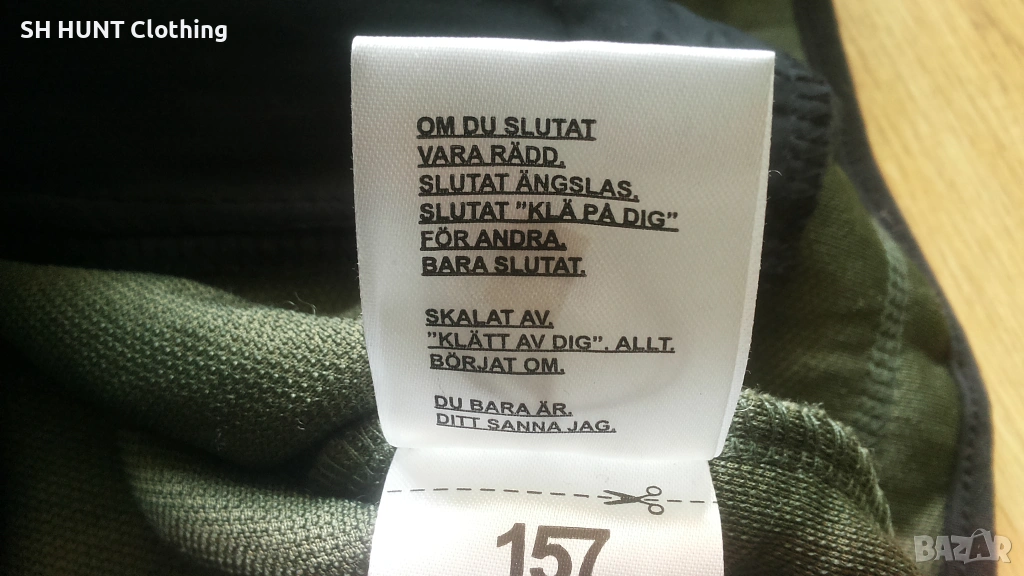 SH HUNT Clothing
OM DU SLUTAT
VARA RÄDD.
SLUTAT ÄNGSLAS.
SLUTAT ”KLÄ PÅ DIG”
FÖR ANDRA.
BARA SLUTAT.
SKALAT AV.
”KLÄTT AV DIG”. ALLT.
BÖRJAT OM.
DU BARA ÄR.
DITT SANNA JAG.
157
BAZAR